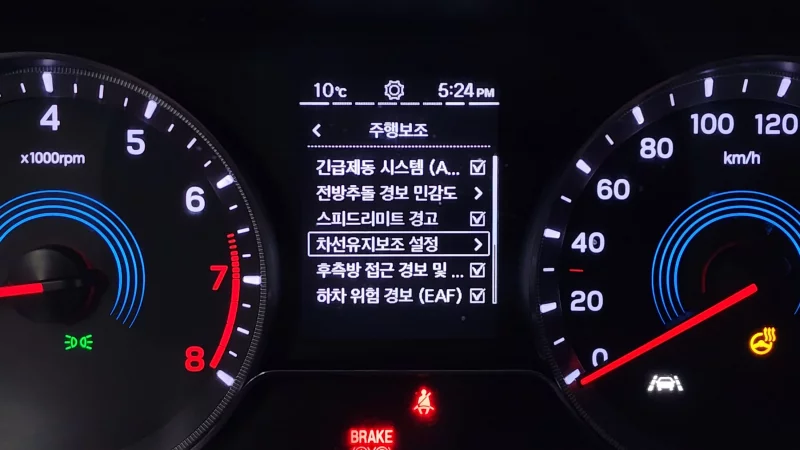 10℃ 5:24 PM
주행보조
긴급제동 시스템 (A...
전방추돌 경보 민감도
스피드리미트 경고
차선유지보조 설정
후측방 접근 경보 및 ...
하차 위험 경보 (EAF)
4
5
x1000rpm
6
7
8
0
20
40
60
80
100
120
km/h
BRAKE